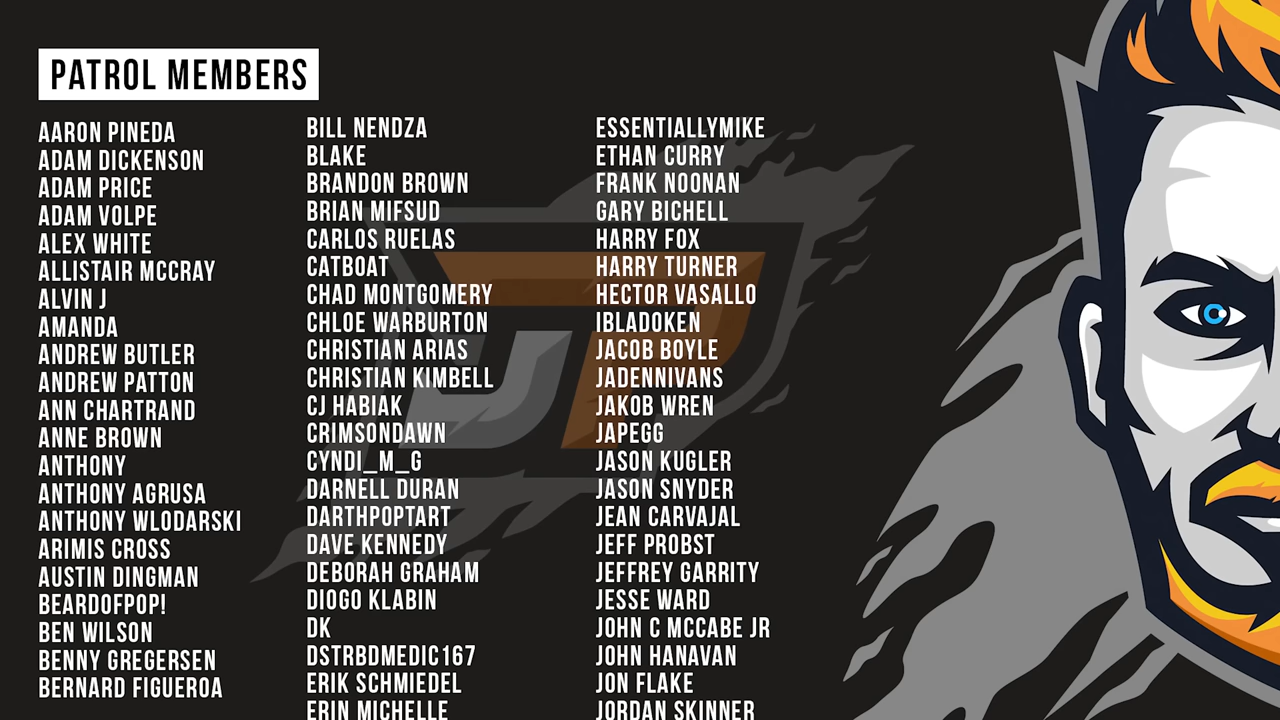 PATROL MEMBERS
AARON PINEDA
ADAM DICKENSON
ADAM PRICE
ADAM VOLPE
ALEX WHITE
ALLISTAIR MCCRAY
ALVIN J
AMANDA
ANDREW BUTLER
ANDREW PATTON
ANN CHARTRAND
ANNE BROWN
ANTHONY
ANTHONY AGRUSA
ANTHONY WLODARSKI
ARIMIS CROSS
AUSTIN DINGMAN
BEARDOFPOP!
BEN WILSON
BENNY GREGERSEN
BERNARD FIGUEROA
BILL NENDZA
BLAKE
BRANDON BROWN
BRIAN MIFSUD
CARLOS RUELAS
CATBOAT
CHAD MONTGOMERY
CHLOE WARBURTON
CHRISTIAN ARIAS
CHRISTIAN KIMBELL
CJ HABIAK
CRIMSONDAWN
CYNDI_M_G
DARNELL DURAN
DARTHPOPTART
DAVE KENNEDY
DEBORAH GRAHAM
DIOGO KLABIN
DK
DSTRBDMEDIC167
ERIK SCHMIEDEL
ERIN MICHELLE
ESSENTIALLYMIKE
ETHAN CURRY
FRANK NOONAN
GARY BICHELL
HARRY FOX
HARRY TURNER
HECTOR VASALLO
IBLADOKEN
JACOB BOYLE
JADENNIVANS
JAKOB WREN
JAPEGG
JASON KUGLER
JASON SNYDER
JEAN CARVAJAL
JEFF PROBST
JEFFREY GARRITY
JESSE WARD
JOHN C MCCABE JR
JOHN HANAVAN
JON FLAKE
JORDAN SKINNER